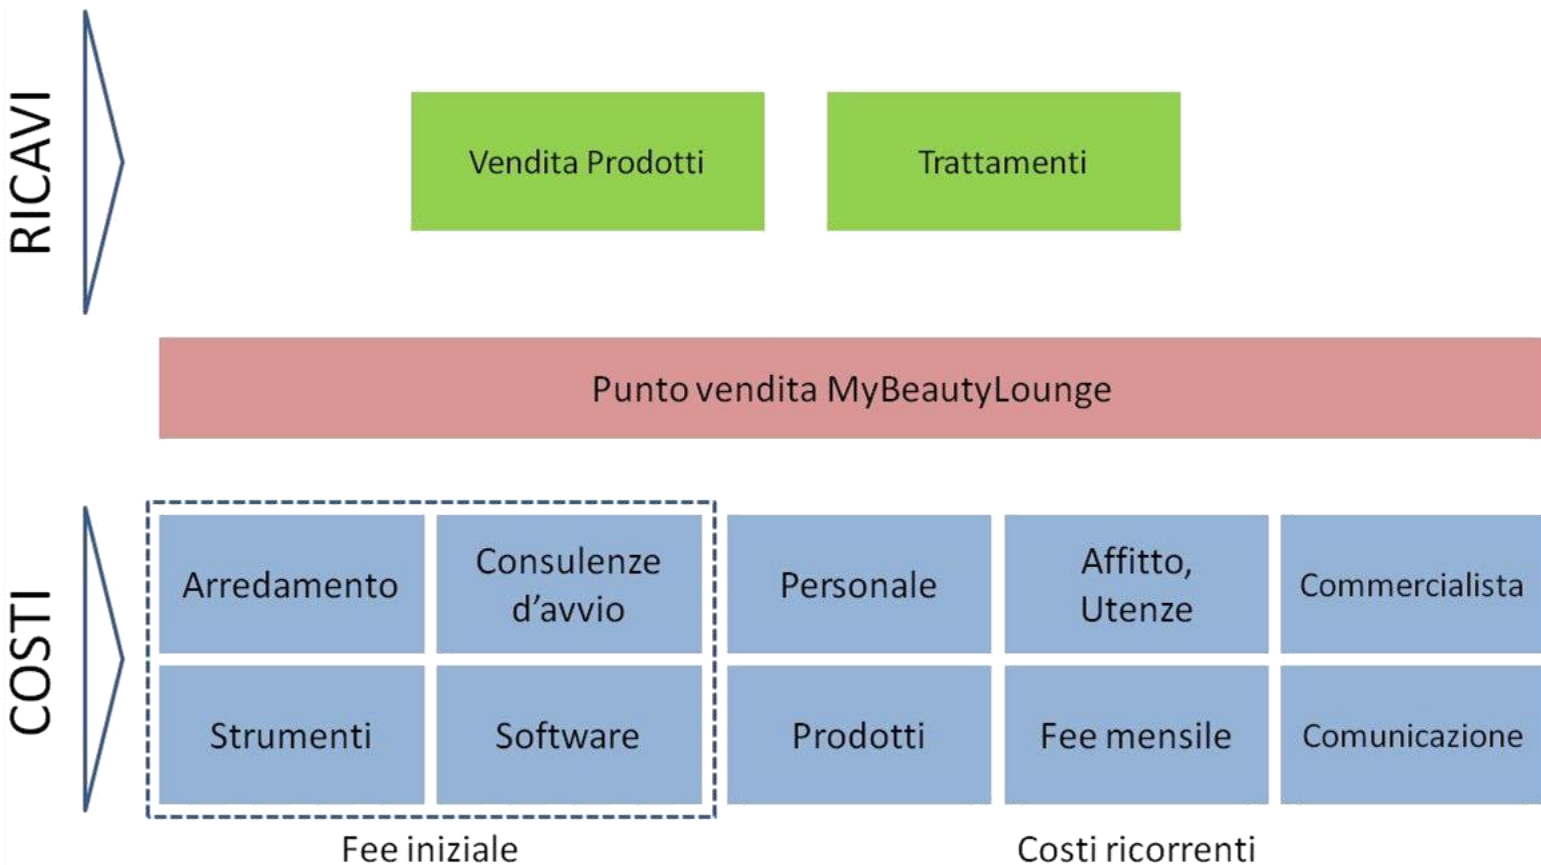 RICAVI
Vendita Prodotti
Trattamenti
Punto vendita MyBeautyLounge
COSTI
Arredamento
Consulenze
d'avvio
Personale
Affitto,
Utenze
Commercialista
Strumenti
Software
Prodotti
Fee mensile
Comunicazione
Fee iniziale
Costi ricorrenti